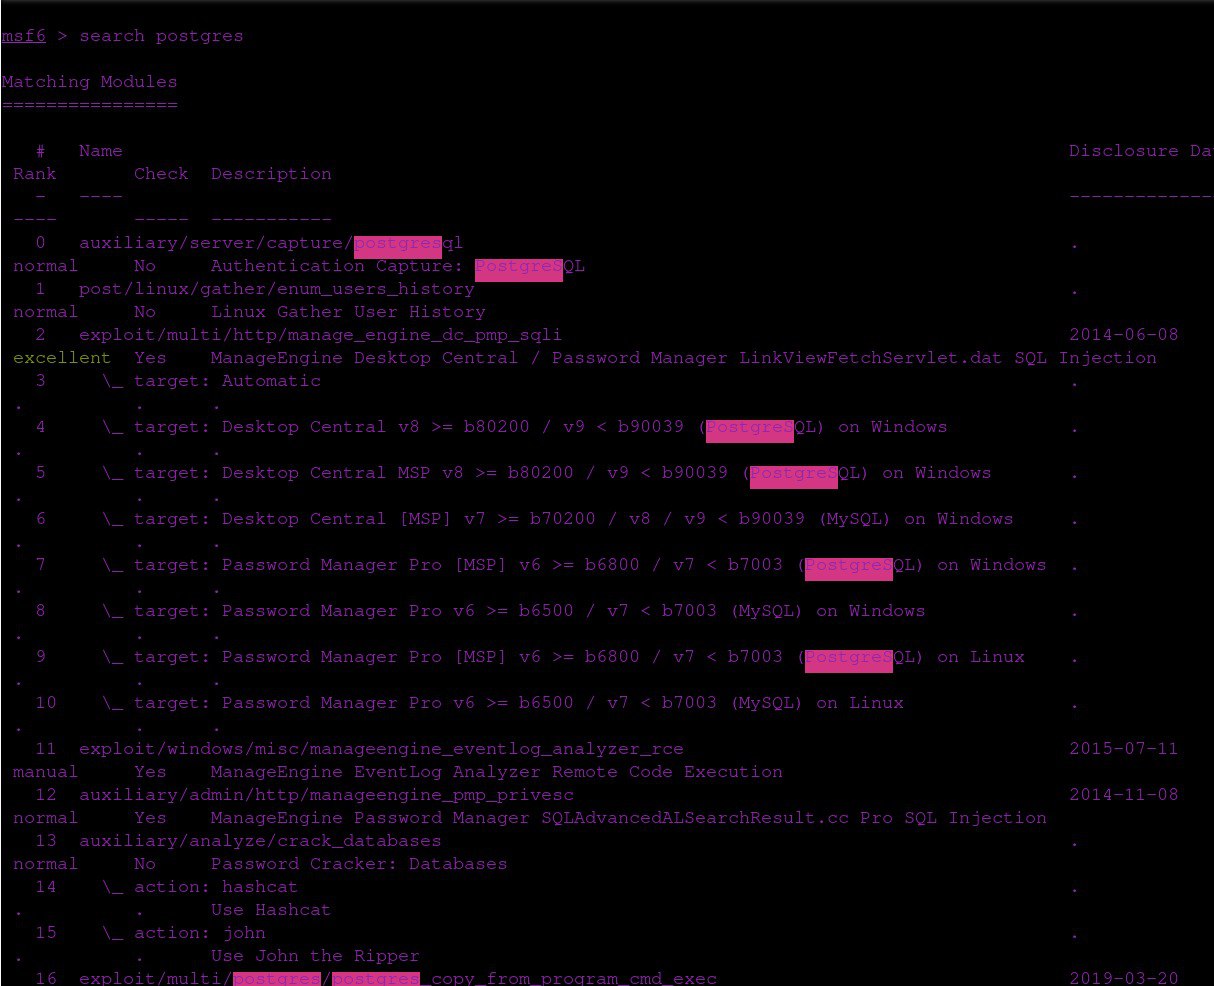 msf6 > search postgres
Matching Modules
================
# Name Disclosure Da
Rank Check Description
- ---- -------------
---- ----- -----------
0 auxiliary/server/capture/postgresql .
normal No Authentication Capture: PostgreSQL
1 post/linux/gather/enum_users_history .
normal No Linux Gather User History
2 exploit/multi/http/manage_engine_dc_pmp_sqli 2014-06-08
excellent Yes ManageEngine Desktop Central / Password Manager LinkViewFetchServlet.dat SQL Injection
3 \_ target: Automatic .
. . .
4 \_ target: Desktop Central v8 >= b80200 / v9 < b90039 (PostgreSQL) on Windows .
. . .
5 \_ target: Desktop Central MSP v8 >= b80200 / v9 < b90039 (PostgreSQL) on Windows .
. . .
6 \_ target: Desktop Central [MSP] v7 >= b70200 / v8 / v9 < b90039 (MySQL) on Windows .
. . .
7 \_ target: Password Manager Pro [MSP] v6 >= b6800 / v7 < b7003 (PostgreSQL) on Windows .
. . .
8 \_ target: Password Manager Pro v6 >= b6500 / v7 < b7003 (MySQL) on Windows .
. . .
9 \_ target: Password Manager Pro [MSP] v6 >= b6800 / v7 < b7003 (PostgreSQL) on Linux .
. . .
10 \_ target: Password Manager Pro v6 >= b6500 / v7 < b7003 (MySQL) on Linux .
. . .
11 exploit/windows/misc/manageengine_eventlog_analyzer_rce 2015-07-11
manual Yes ManageEngine EventLog Analyzer Remote Code Execution
12 auxiliary/admin/http/manageengine_pmp_privesc 2014-11-08
normal Yes ManageEngine Password Manager SQLAdvancedALSearchResult.cc Pro SQL Injection
13 auxiliary/analyze/crack_databases .
normal No Password Cracker: Databases
14 \_ action: hashcat .
. . Use Hashcat
15 \_ action: john .
. . Use John the Ripper
16 exploit/multi/postgres/postgres_copy_from_program_cmd_exec 2019-03-20